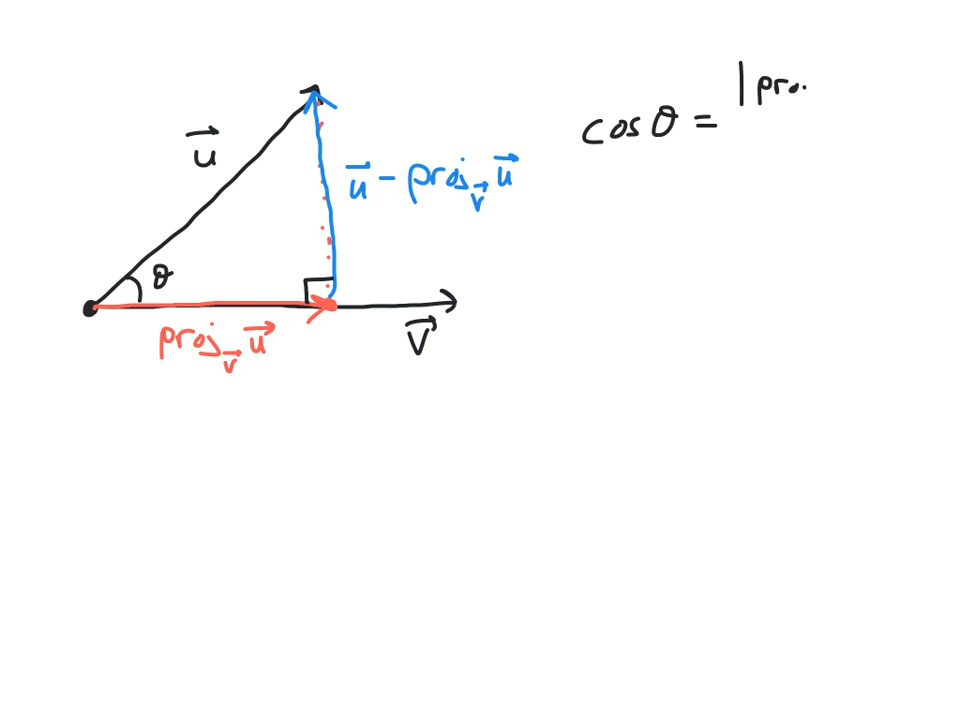 cos θ = |pro
u⃗
u⃗ - proj_v⃗ u⃗
θ
proj_v⃗ u⃗
v⃗